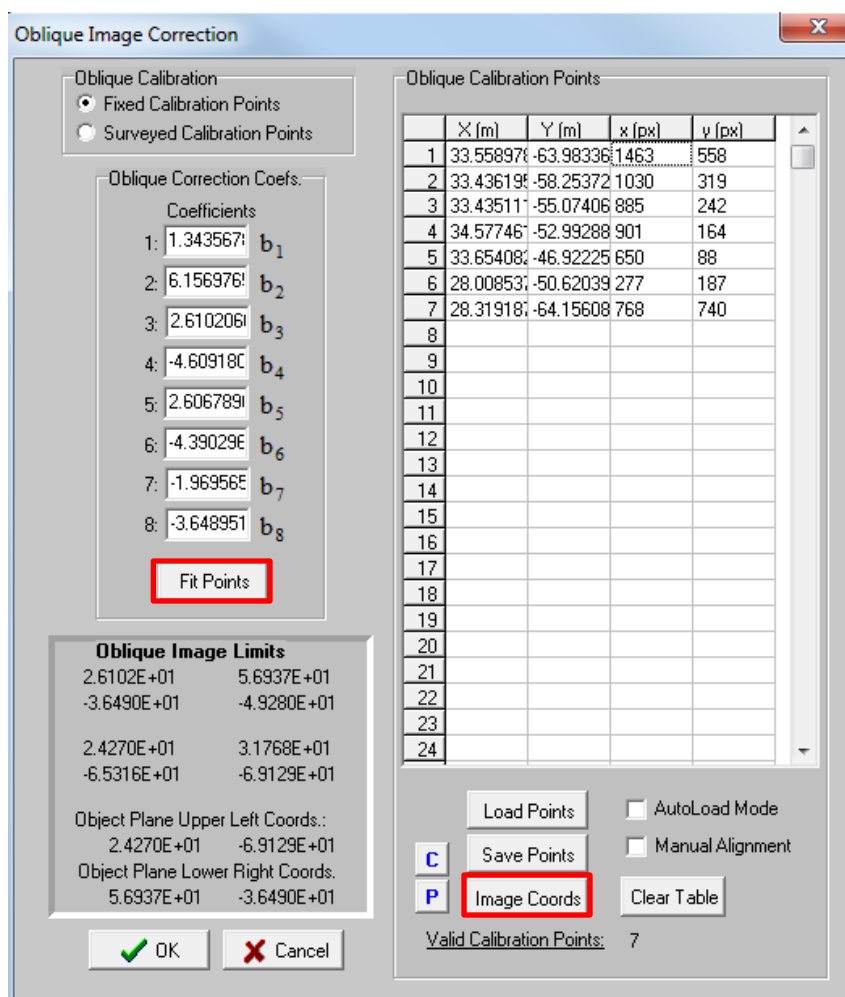 Oblique Image Correction
x
Oblique Calibration
Fixed Calibration Points
Surveyed Calibration Points
Oblique Correction Coefs.
Coefficients
1: 1.343567 b1
2: 6.156976 b2
3: 2.610206 b3
4: -4.60918 b4
5: 2.606789 b5
6: -4.39029 b6
7: -1.96956 b7
8: -3.648951 b8
Fit Points
Oblique Image Limits
2.6102E+01 5.6937E+01
-3.6490E+01 -4.9280E+01
2.4270E+01 3.1768E+01
-6.5316E+01 -6.9129E+01
Object Plane Upper Left Coords.:
2.4270E+01 -6.9129E+01
Object Plane Lower Right Coords.
5.6937E+01 -3.6490E+01
OK Cancel
Oblique Calibration Points
X (m) Y (m) x (px) y (px)
1 33.55897 -63.98336 1463 558
2 33.43619 -58.25372 1030 319
3 33.43511 -55.07406 885 242
4 34.57746 -52.99288 901 164
5 33.654082 -46.92225 650 88
6 28.00853 -50.62039 277 187
7 28.31918 -64.15608 768 740
8
9
10
11
12
13
14
15
16
17
18
19
20
21
22
23
24
Load Points AutoLoad Mode
C Save Points Manual Alignment
P Image Coords Clear Table
Valid Calibration Points: 7